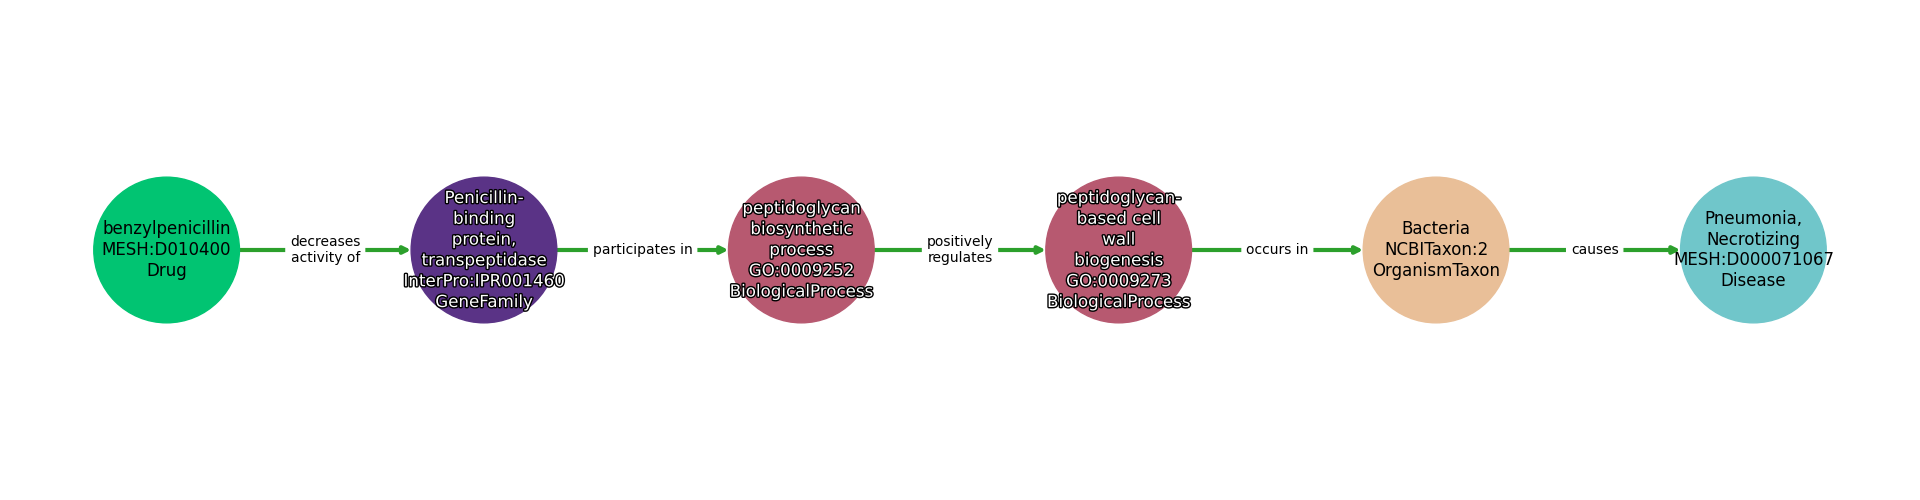 benzylpenicillin
MESH:D010400
Drug
decreases
activity of
Penicillin-
binding
protein,
transpeptidase
InterPro:IPR001460
GeneFamily
participates in
peptidoglycan
biosynthetic
process
GO:0009252
BiologicalProcess
positively
regulates
peptidoglycan-
based cell
wall
biogenesis
GO:0009273
BiologicalProcess
occurs in
Bacteria
NCBITaxon:2
OrganismTaxon
causes
Pneumonia,
Necrotizing
MESH:D000071067
Disease